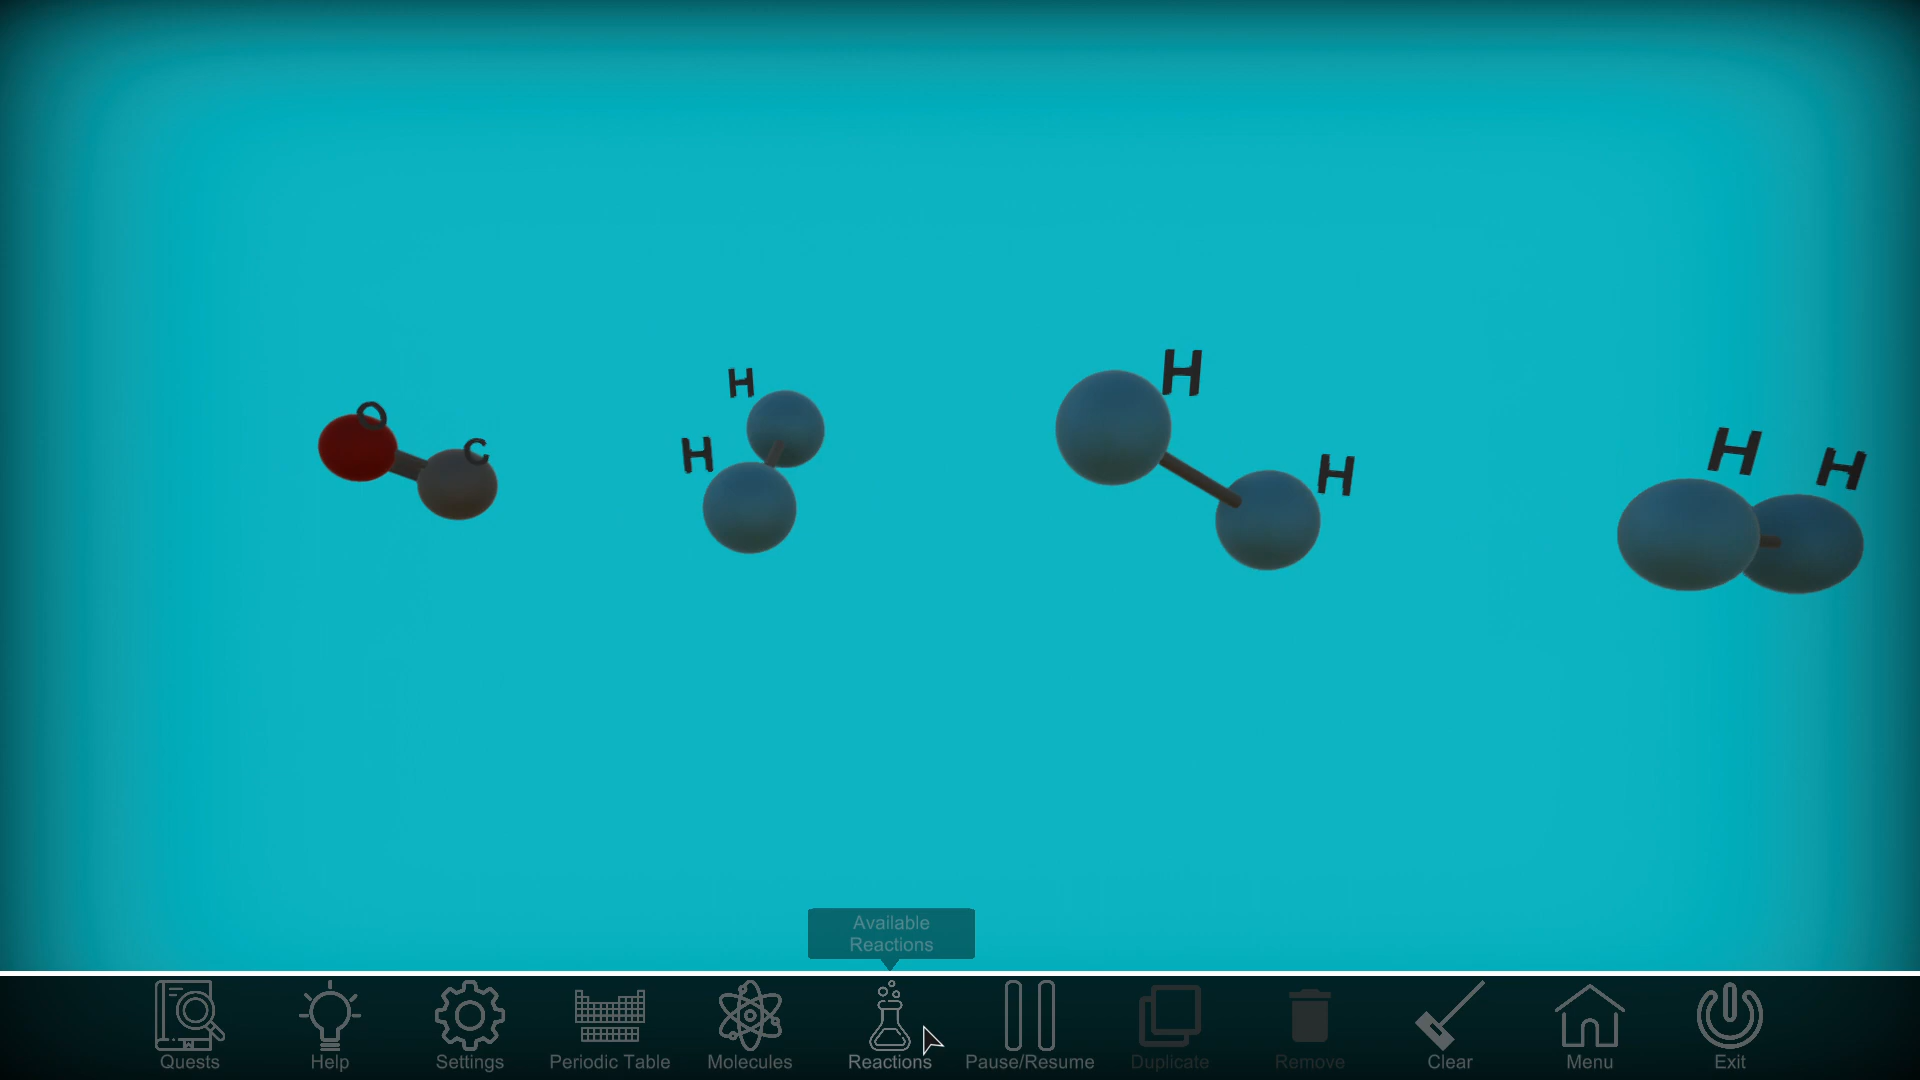 O
C
H
H
H
H
H
H
Available
Reactions
Quests
Help
Settings
Periodic Table
Molecules
Reactions
Pause/Resume
Duplicate
Remove
Clear
Menu
Exit